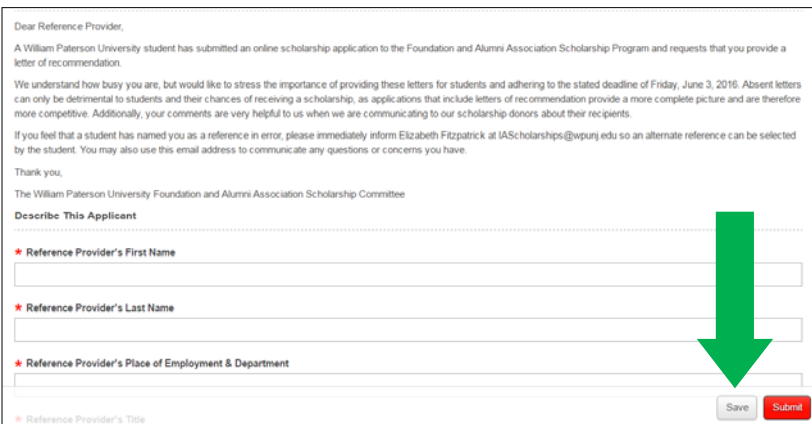 Dear Reference Provider,
A William Paterson University student has submitted an online scholarship application to the Foundation and Alumni Association Scholarship Program and requests that you provide a
letter of recommendation.
We understand how busy you are, but would like to stress the importance of providing these letters for students and adhering to the stated deadline of Friday, June 3, 2016. Absent letters
can only be detrimental to students and their chances of receiving a scholarship, as applications that include letters of recommendation provide a more complete picture and are therefore
more competitive. Additionally, your comments are very helpful to us when we are communicating to our scholarship donors about their recipients.
If you feel that a student has named you as a reference in error, please immediately inform Elizabeth Fitzpatrick at IAScholarships@wpunj.edu so an alternate reference can be selected
by the student. You may also use this email address to communicate any questions or concerns you have.
Thank you,
The William Paterson University Foundation and Alumni Association Scholarship Committee
Describe This Applicant
* Reference Provider's First Name
* Reference Provider's Last Name
* Reference Provider's Place of Employment & Department
Save Submit
* Reference Provider's Title